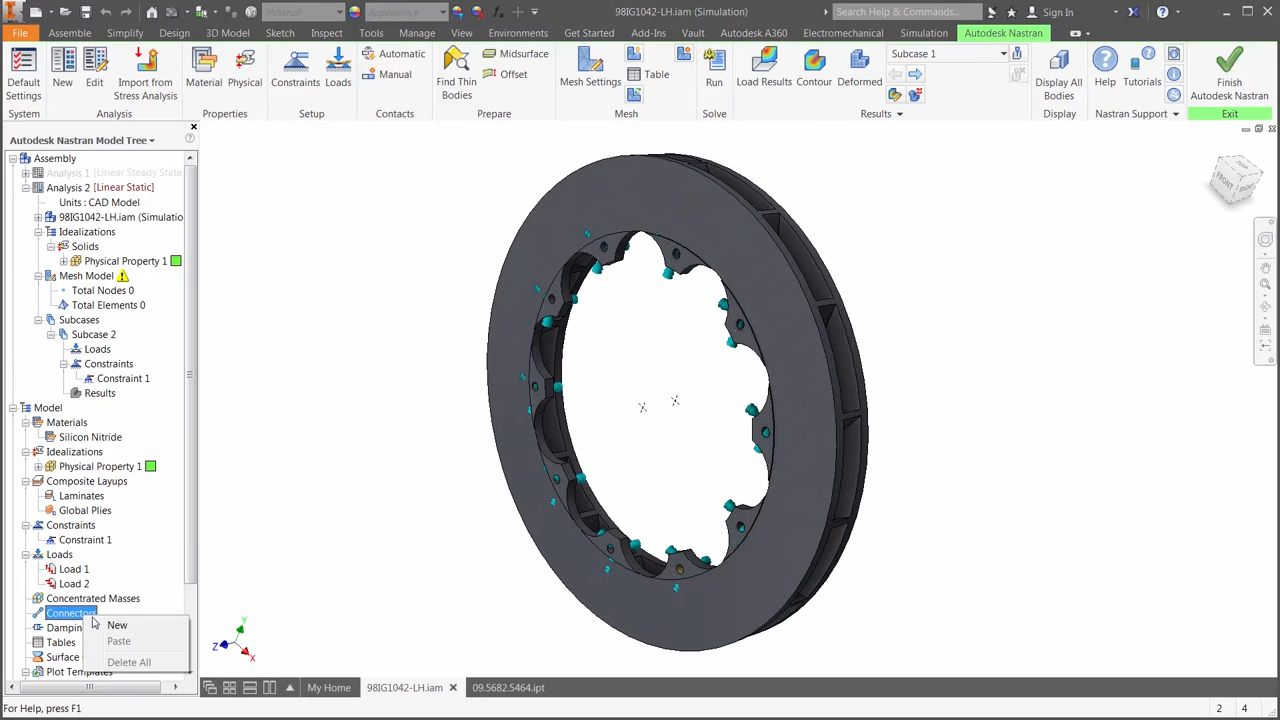 PRO
Material
Appearance
fx
98IG1042-LH.iam (Simulation)
Search Help & Commands...
Sign In
File
Assemble
Simplify
Design
3D Model
Sketch
Inspect
Tools
Manage
View
Environments
Get Started
Add-Ins
Vault
Autodesk A360
Electromechanical
Simulation
Autodesk Nastran
Default Settings
New
Edit
Import from Stress Analysis
Material
Physical
Constraints
Loads
Automatic
Manual
Find Thin Bodies
Midsurface
Offset
Mesh Settings
Table
Run
Load Results
Contour
Deformed
Subcase 1
Display All Bodies
Help
Tutorials
Finish Autodesk Nastran
System
Analysis
Properties
Setup
Contacts
Prepare
Mesh
Solve
Results
Display
Nastran Support
Exit
Autodesk Nastran Model Tree
Assembly
Analysis 1 [Linear Steady State
Analysis 2 [Linear Static]
Units : CAD Model
98IG1042-LH.iam (Simulatio
Idealizations
Solids
Physical Property 1
Mesh Model
Total Nodes 0
Total Elements 0
Subcases
Subcase 2
Loads
Constraints
Constraint 1
Results
Model
Materials
Silicon Nitride
Idealizations
Physical Property 1
Composite Layups
Laminates
Global Plies
Constraints
Constraint 1
Loads
Load 1
Load 2
Concentrated Masses
Connectors
Dampin
Tables
Surface
Plot Templates
New
Paste
Delete All
TOP
FRONT
RIGHT
Y
Z
X
My Home
98IG1042-LH.iam
09.5682.5464.ipt
For Help, press F1
2
4